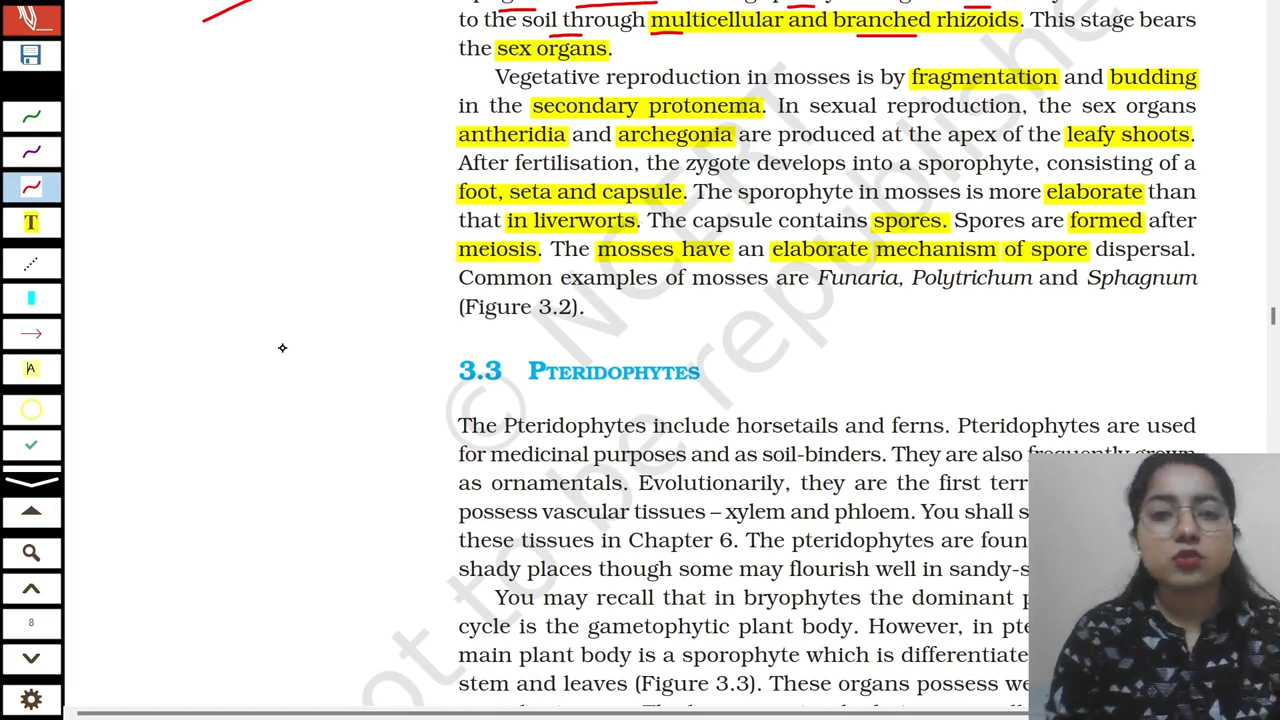 to the soil through multicellular and branched rhizoids. This stage bears
the sex organs.
Vegetative reproduction in mosses is by fragmentation and budding
in the secondary protonema. In sexual reproduction, the sex organs
antheridia and archegonia are produced at the apex of the leafy shoots.
After fertilisation, the zygote develops into a sporophyte, consisting of a
foot, seta and capsule. The sporophyte in mosses is more elaborate than
that in liverworts. The capsule contains spores. Spores are formed after
meiosis. The mosses have an elaborate mechanism of spore dispersal.
Common examples of mosses are Funaria, Polytrichum and Sphagnum
(Figure 3.2).
3.3 PTERIDOPHYTES
The Pteridophytes include horsetails and ferns. Pteridophytes are used
for medicinal purposes and as soil-binders. They are also frequently grown
as ornamentals. Evolutionarily, they are the first
possess vascular tissues – xylem and phloem. You shall
these tissues in Chapter 6. The pteridophytes are
shady places though some may flourish well in
You may recall that in bryophytes the dominant
cycle is the gametophytic plant body. However, in
main plant body is a sporophyte which is
stem and leaves (Figure 3.3). These organs possess
© NCERT
not to be republished
T
A
8